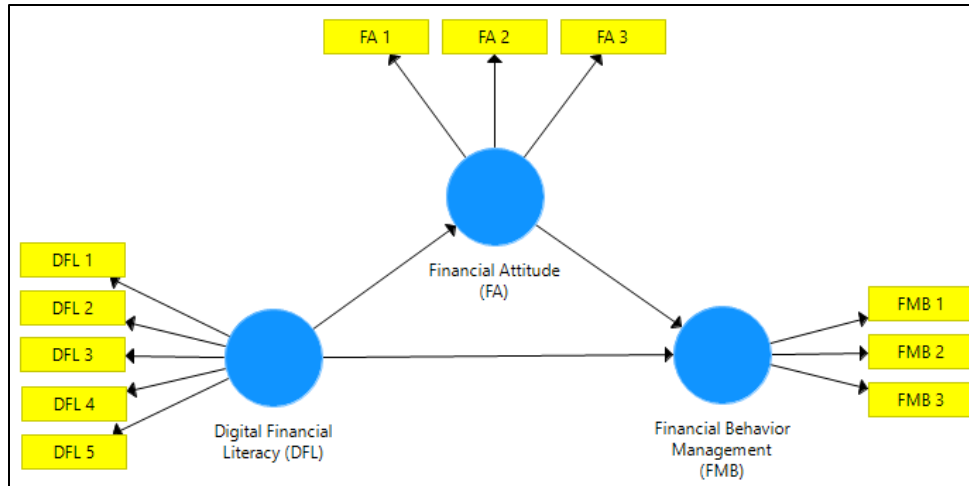 FA 1
FA 2
FA 3
Financial Attitude
(FA)
DFL 1
DFL 2
DFL 3
DFL 4
DFL 5
Digital Financial
Literacy (DFL)
FMB 1
FMB 2
FMB 3
Financial Behavior
Management
(FMB)